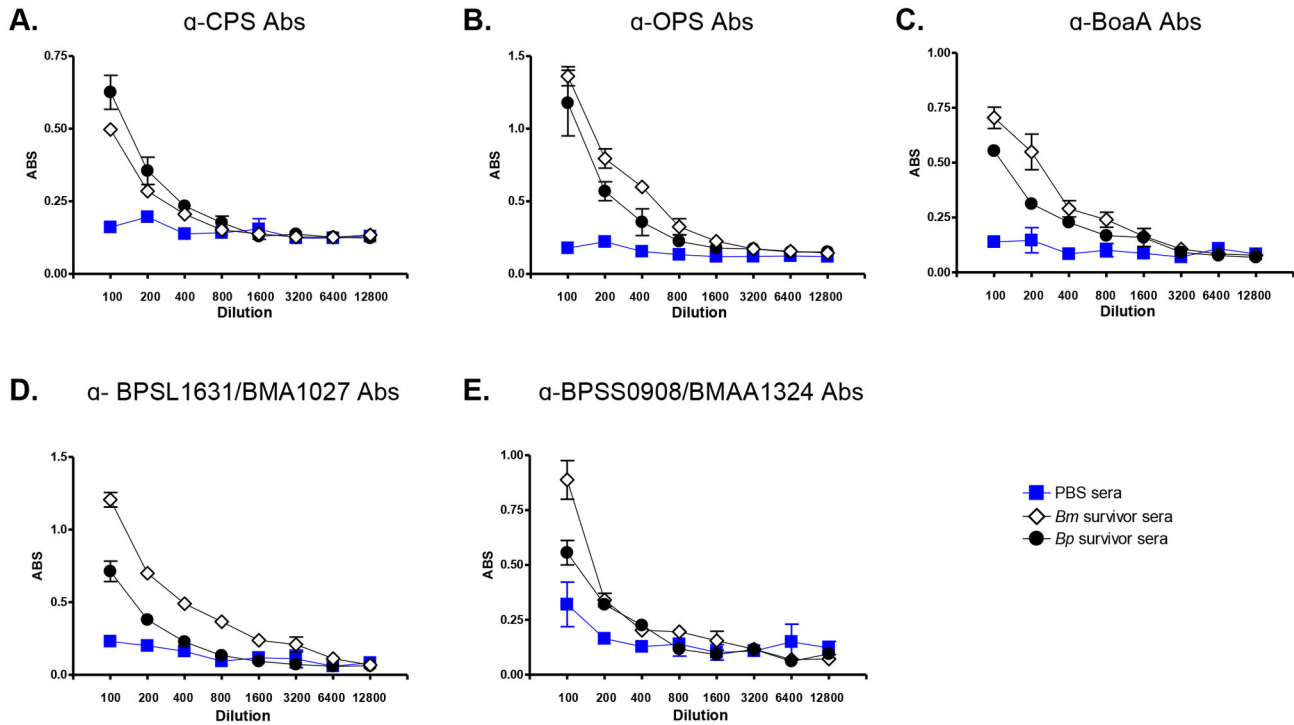 A. α-CPS Abs
0.75
0.50
0.25
0.00
ABS
100 200 400 800 1600 3200 6400 12800
Dilution
B. α-OPS Abs
1.5
1.0
0.5
0.0
ABS
100 200 400 800 1600 3200 6400 12800
Dilution
C. α-BoaA Abs
1.00
0.75
0.50
0.25
0.00
ABS
100 200 400 800 1600 3200 6400 12800
Dilution
D. α- BPSL1631/BMA1027 Abs
1.5
1.0
0.5
0.0
ABS
100 200 400 800 1600 3200 6400 12800
Dilution
E. α-BPSS0908/BMAA1324 Abs
1.00
0.75
0.50
0.25
0.00
ABS
100 200 400 800 1600 3200 6400 12800
Dilution
PBS sera
Bm survivor sera
Bp survivor sera